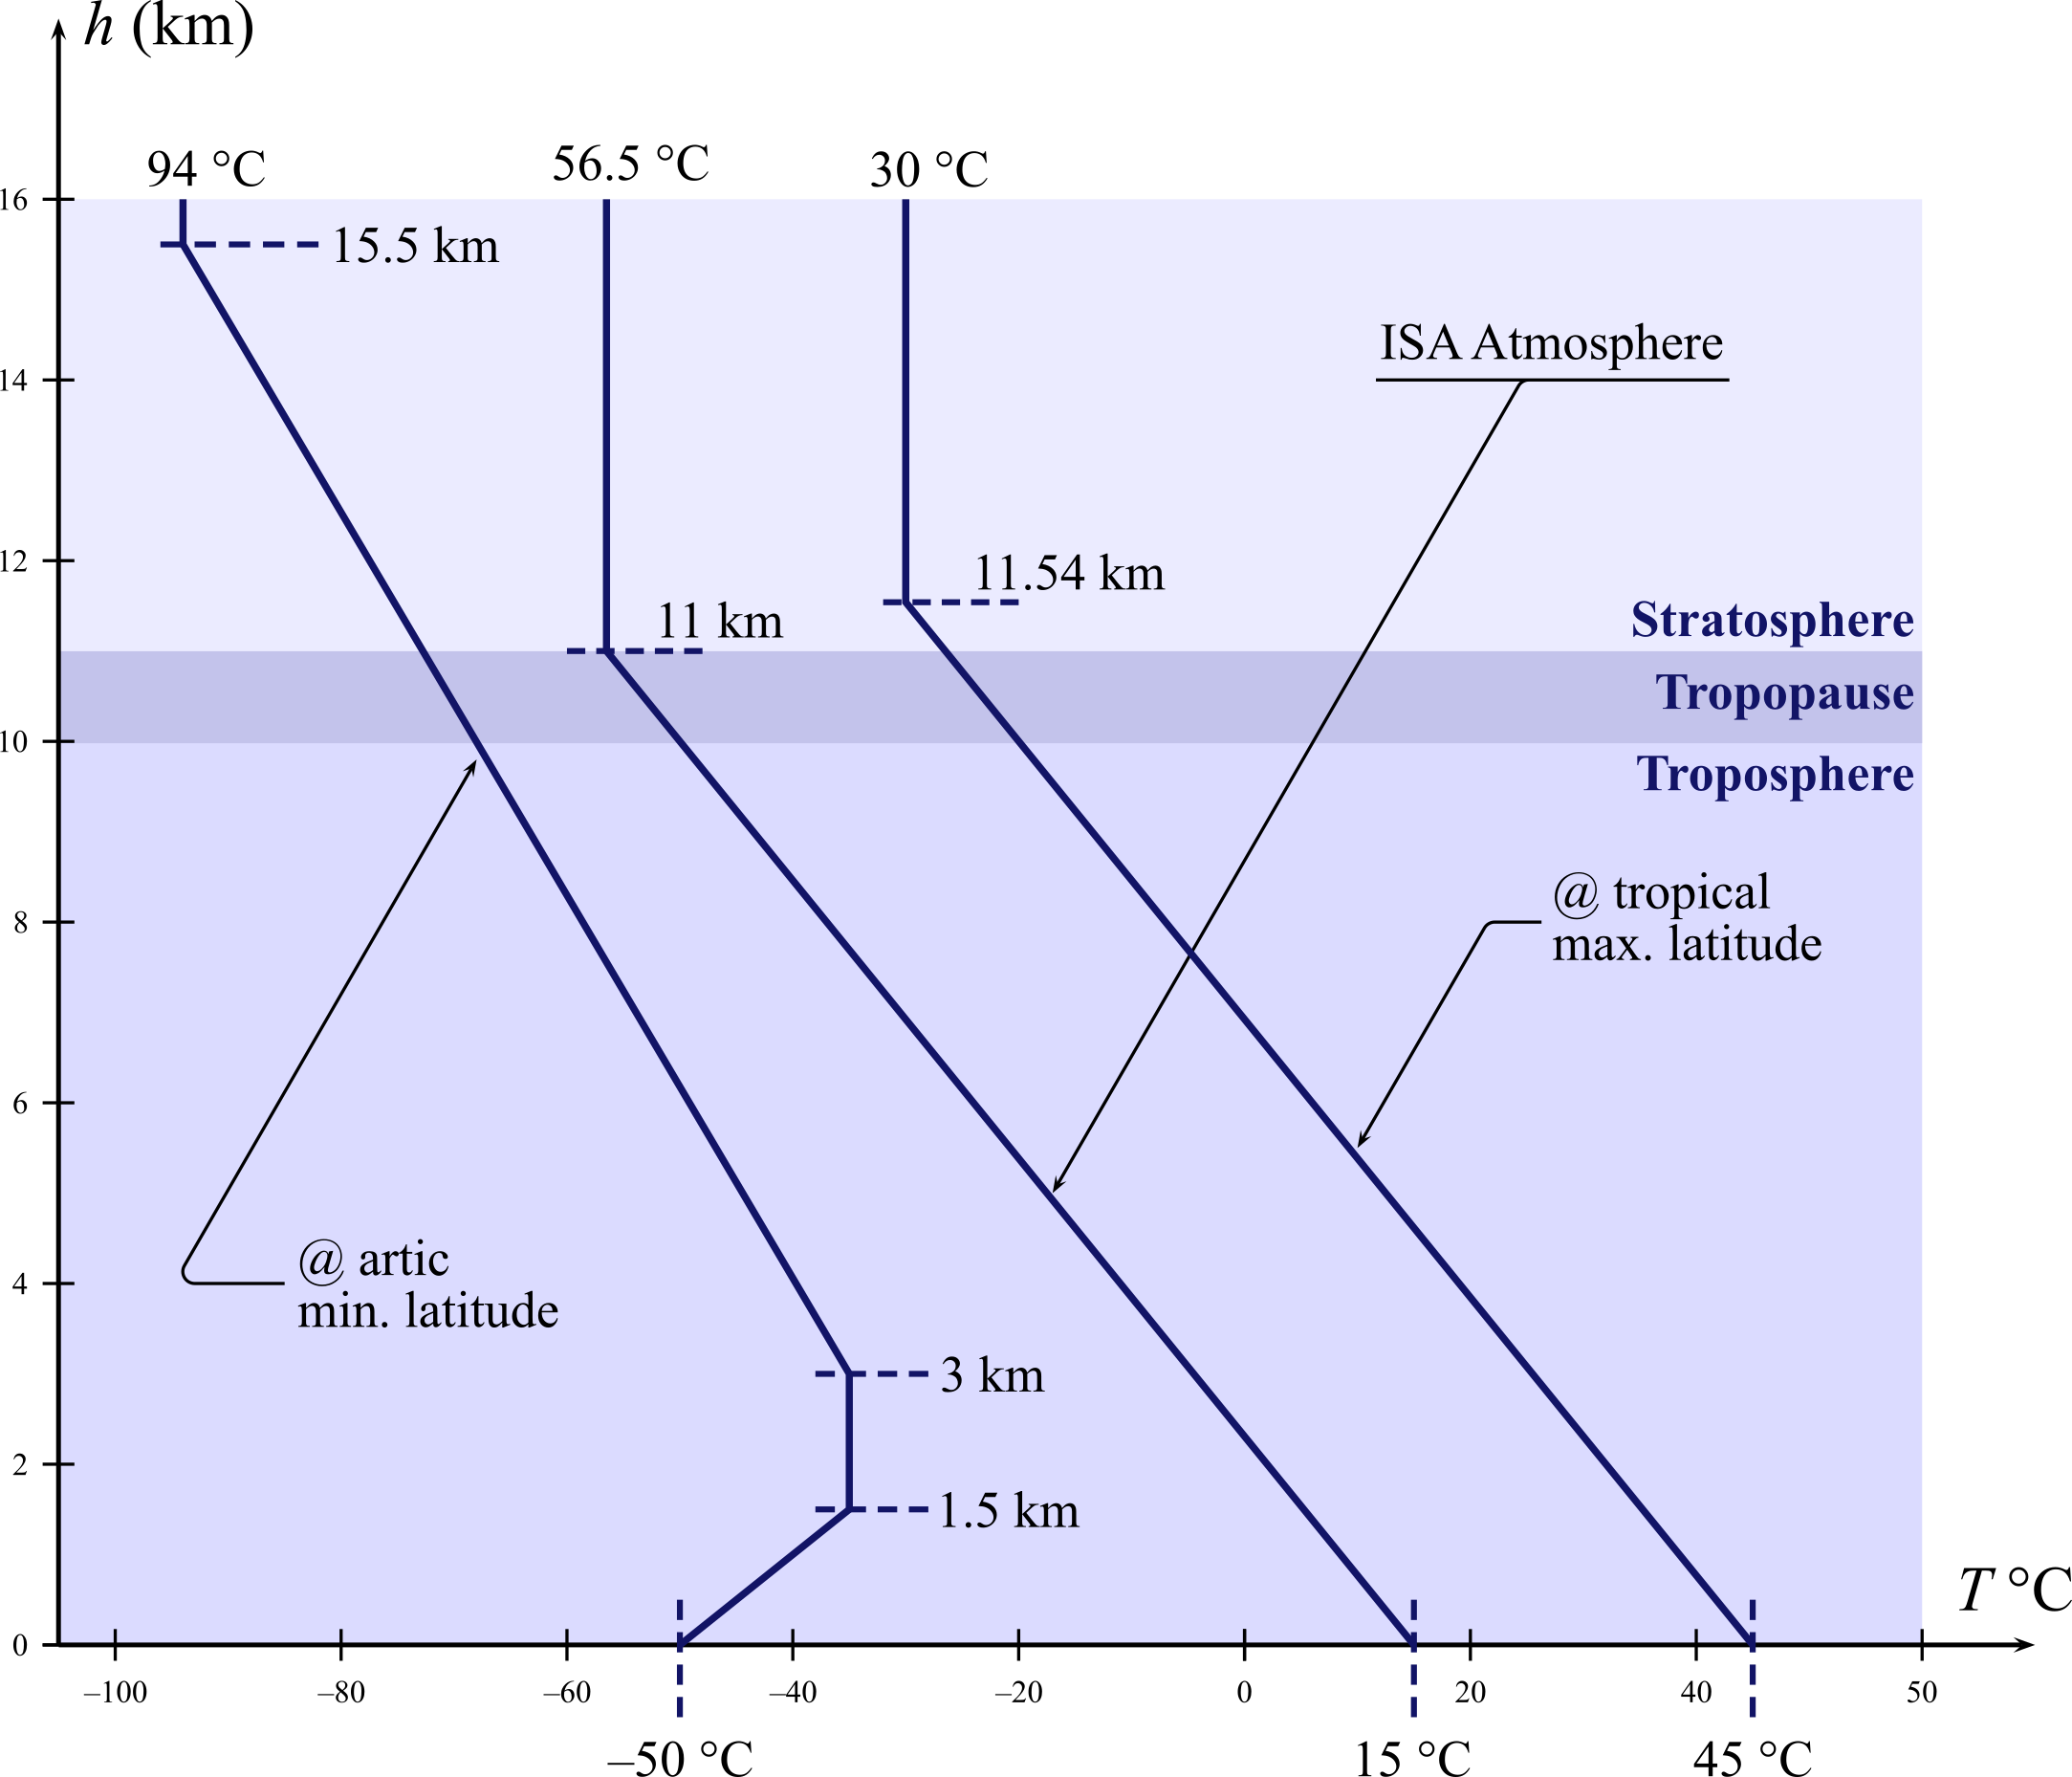 h (km)
94 °C
56.5 °C
30 °C
16
15.5 km
ISA Atmosphere
14
12
11.54 km
11 km
Stratosphere
Tropopause
10
Troposphere
@ tropical
max. latitude
8
6
@ artic
min. latitude
4
3 km
2
1.5 km
T °C
0
–100
–80
–60
–40
–20
0
20
40
50
–50 °C
15 °C
45 °C